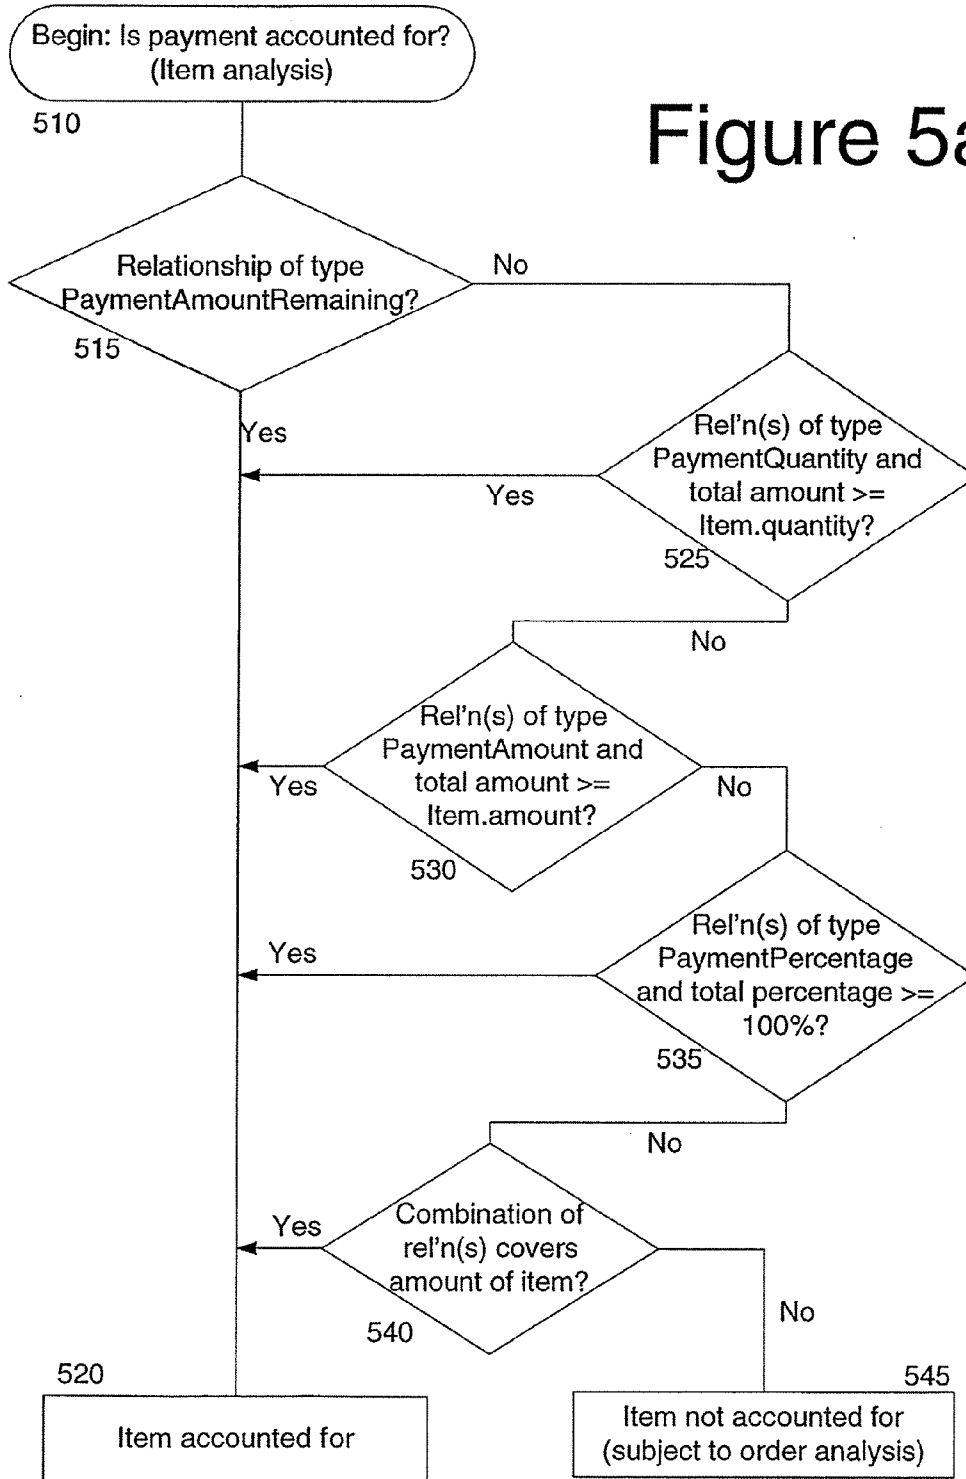 Begin: Is payment accounted for?
(Item analysis)
510
Figure 5a
Relationship of type
PaymentAmountRemaining?
515
No
Yes
Rel'n(s) of type
PaymentQuantity and
total amount >=
Item.quantity?
525
Yes
No
Rel'n(s) of type
PaymentAmount and
total amount >=
Item.amount?
530
Yes
No
Rel'n(s) of type
PaymentPercentage
and total percentage >=
100%?
535
Yes
No
Combination of
rel'n(s) covers
amount of item?
540
Yes
No
520
Item accounted for
545
Item not accounted for
(subject to order analysis)